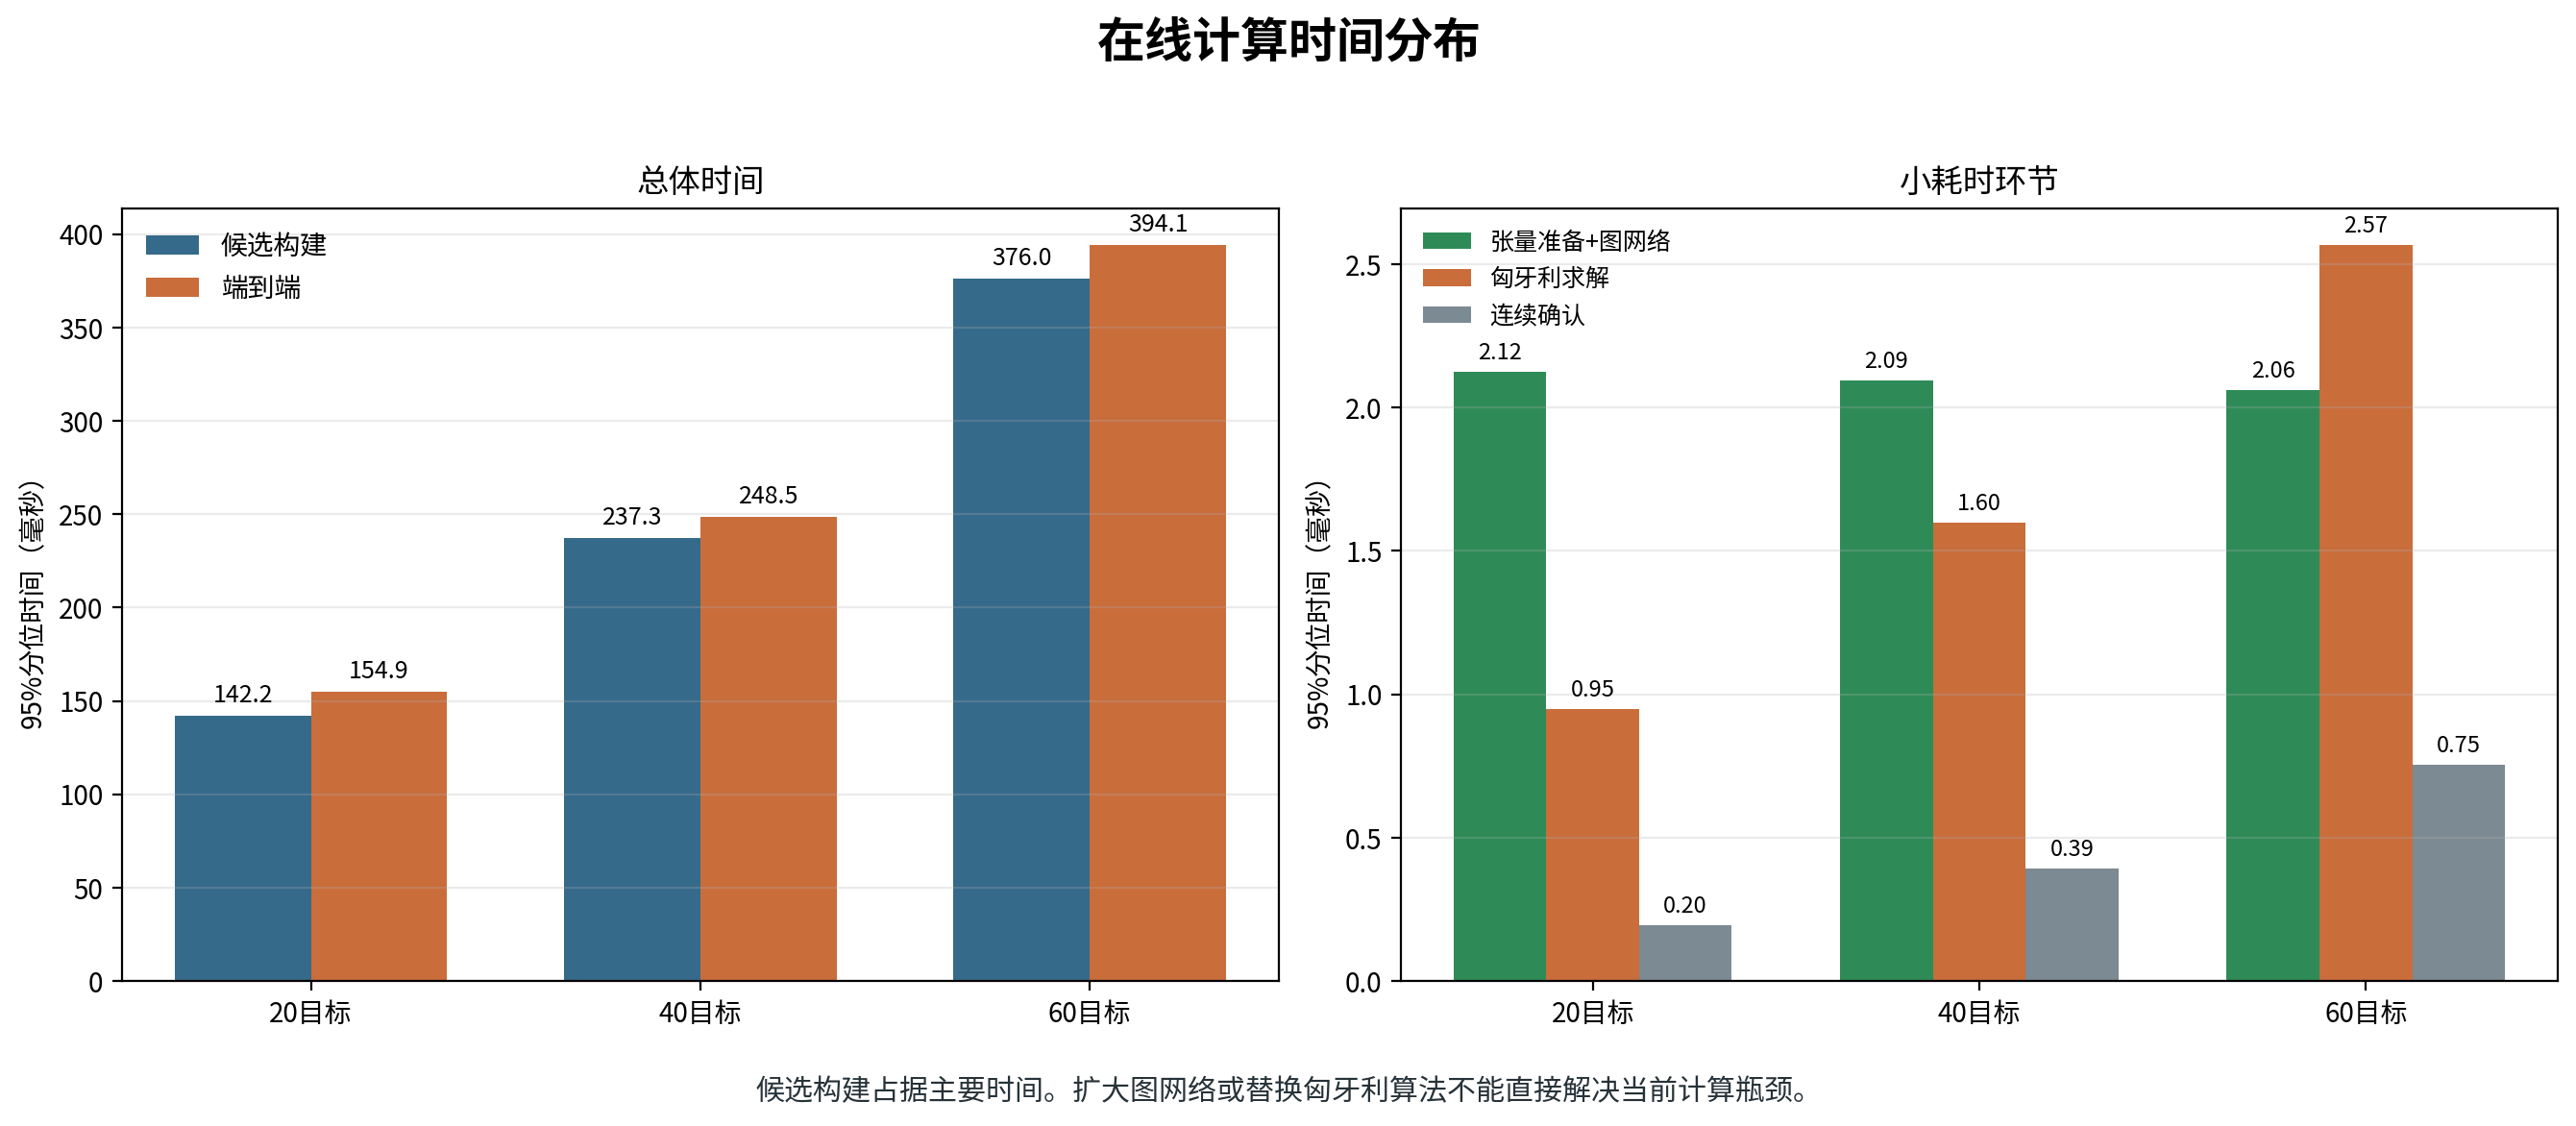 在线计算时间分布
总体时间
95%分位时间（毫秒）
400
350
300
250
200
150
100
50
0
候选构建
端到端
142.2
154.9
237.3
248.5
376.0
394.1
20目标
40目标
60目标
小耗时环节
95%分位时间（毫秒）
2.5
2.0
1.5
1.0
0.5
0.0
张量准备+图网络
匈牙利求解
连续确认
2.12
0.95
0.20
2.09
1.60
0.39
2.06
2.57
0.75
20目标
40目标
60目标
候选构建占据主要时间。扩大图网络或替换匈牙利算法不能直接解决当前计算瓶颈。